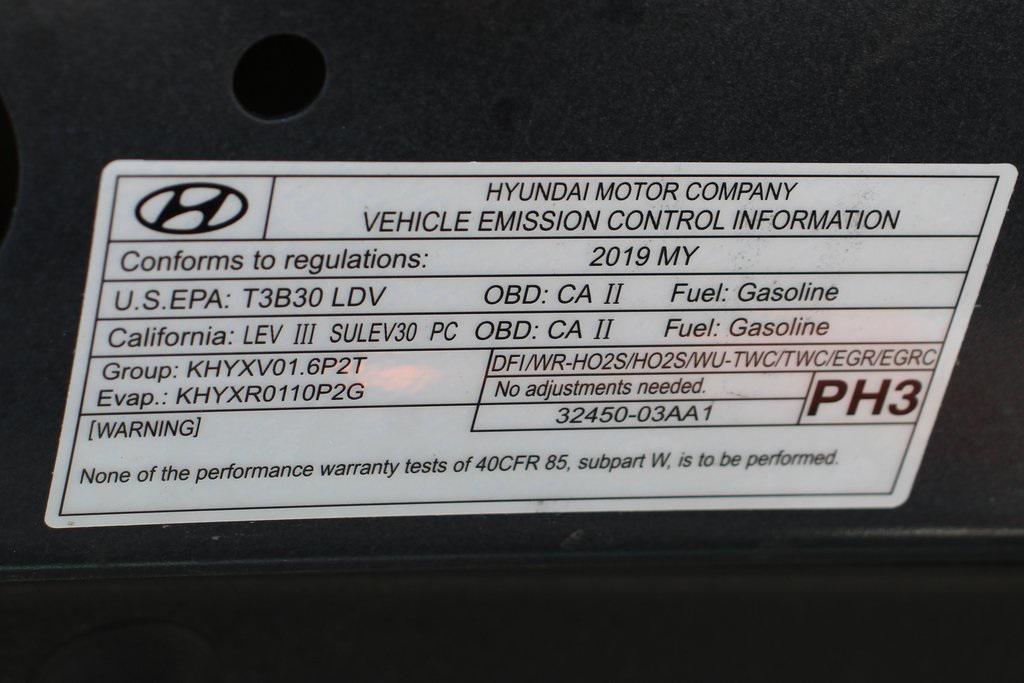 HYUNDAI MOTOR COMPANY
VEHICLE EMISSION CONTROL INFORMATION
Conforms to regulations: 2019 MY
U.S.EPA: T3B30 LDV OBD: CA II Fuel: Gasoline
California: LEV III SULEV30 PC OBD: CA II Fuel: Gasoline
Group: KHYXV01.6P2T
Evap.: KHYXR0110P2G
DFI/WR-HO2S/HO2S/WU-TWC/TWC/EGR/EGRC
No adjustments needed.
32450-03AA1
PH3
[WARNING]
None of the performance warranty tests of 40CFR 85, subpart W, is to be performed.